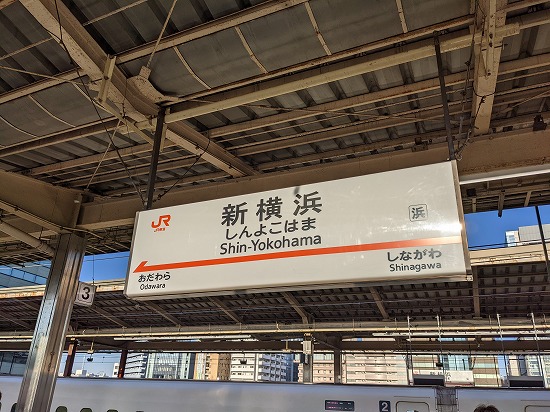 JR
新横浜
浜
しんよこはま
Shin-Yokohama
おだわら
Odawara
しながわ
Shinagawa
3
2